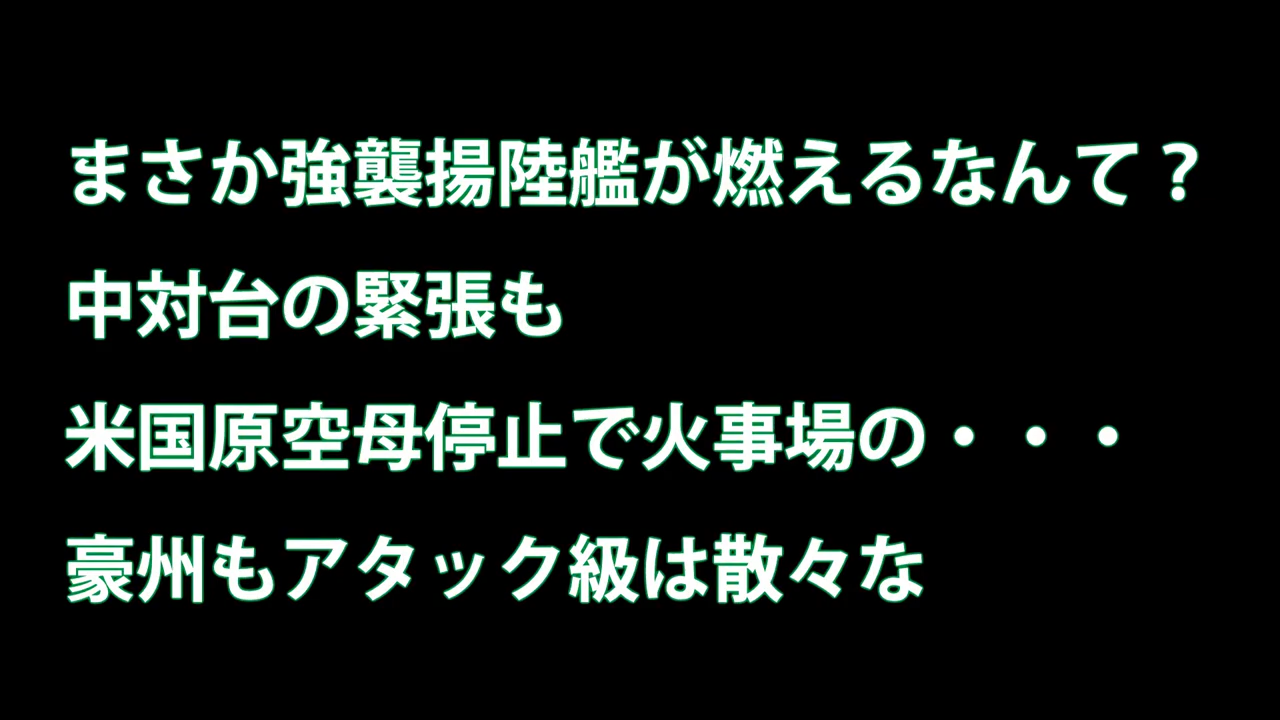 まさか強襲揚陸艦が燃えるなんて？
中対台の緊張も
米国原空母停止で火事場の・・・
豪州もアタック級は散々な